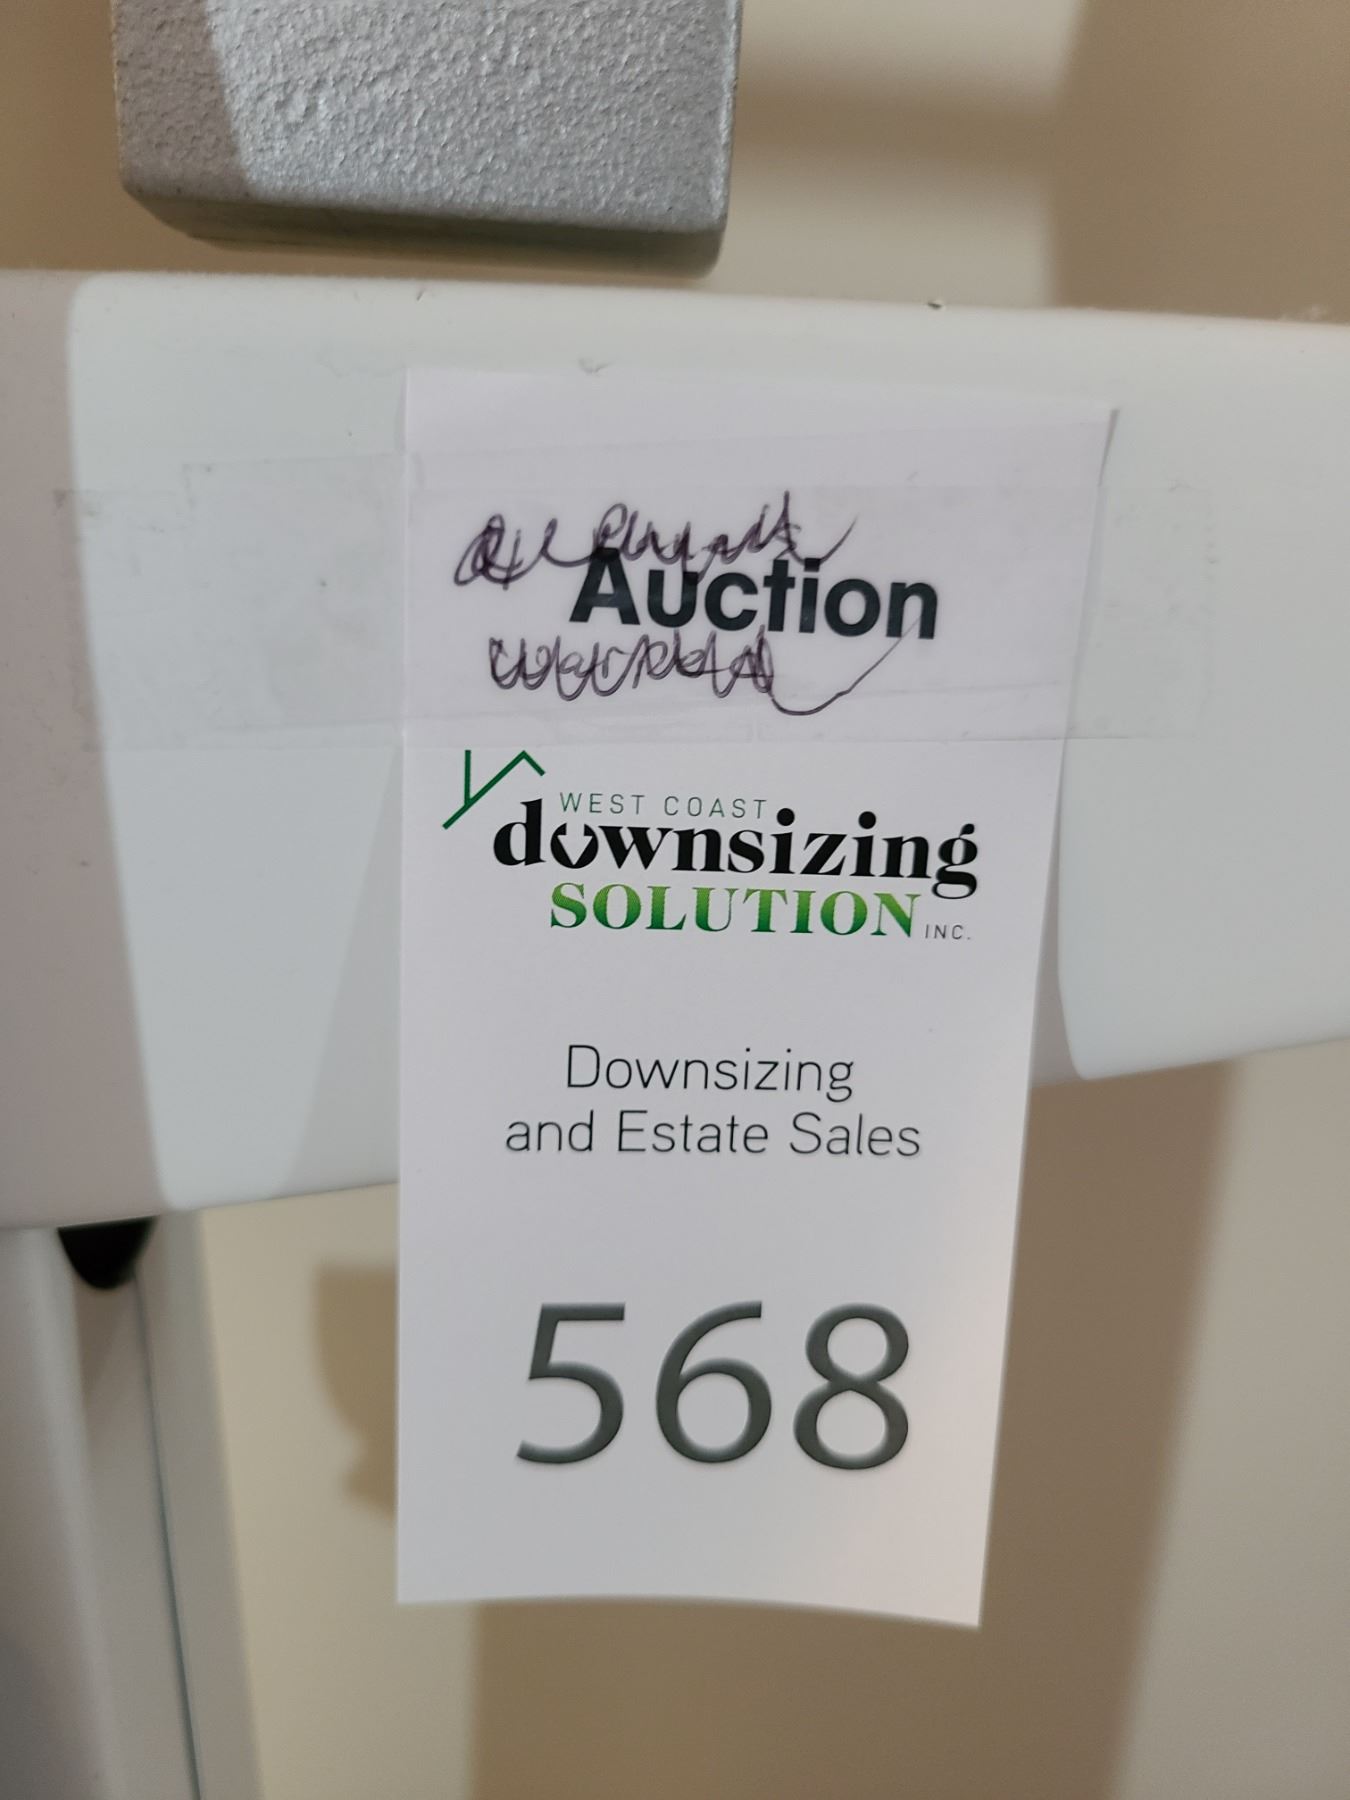 Auction
WEST COAST
downsizing
SOLUTION INC.
Downsizing
and Estate Sales
568